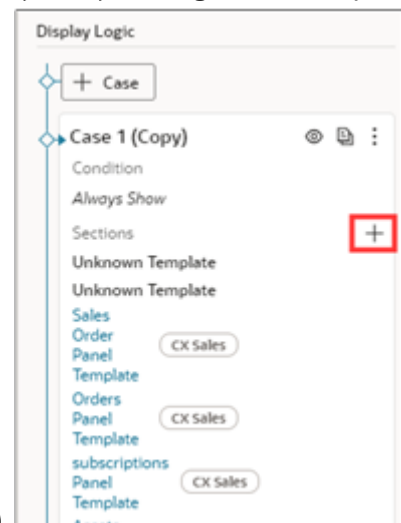 Display Logic
+ Case
Case 1 (Copy)
Condition
Always Show
Sections
Unknown Template
Unknown Template
Sales
Order
Panel
CX Sales
Template
Orders
Panel
CX Sales
Template
subscriptions
Panel
CX Sales
Template